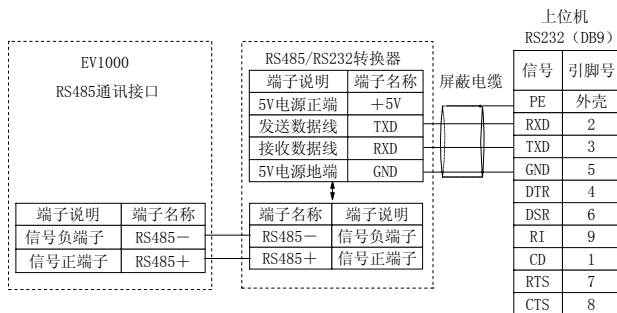 上位机
RS232（DB9）
EV1000
RS485通讯接口
RS485/RS232转换器
屏蔽电缆
端子说明 端子名称
5V电源正端 ＋5V
发送数据线 TXD
接收数据线 RXD
5V电源地端 GND
信号 引脚号
PE 外壳
RXD 2
TXD 3
GND 5
DTR 4
DSR 6
RI 9
CD 1
RTS 7
CTS 8
端子说明 端子名称
信号负端子 RS485－
信号正端子 RS485＋
端子名称 端子说明
RS485－ 信号负端子
RS485＋ 信号正端子